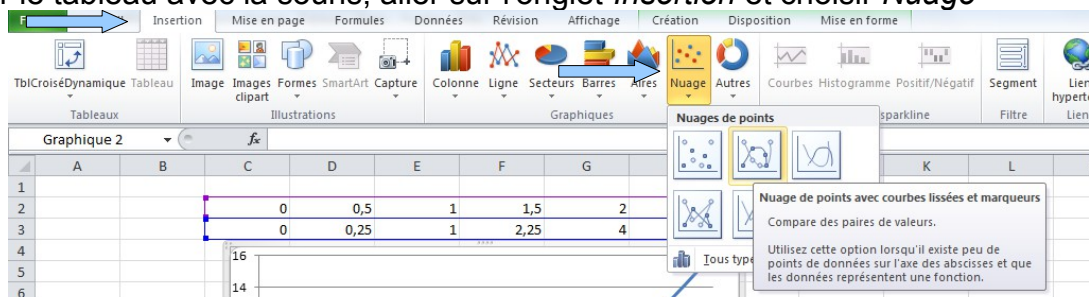 le tableau avec la souris, aller sur l'onglet Insertion et choisir Nuage
F Insertion Mise en page Formules Données Révision Affichage Création Disposition Mise en forme
TblCroiséDynamique Tableau Image Images clipart Formes SmartArt Capture Colonne Ligne Secteurs Barres Aires Nuage Autres Courbes Histogramme Positif/Négatif Segment Lien
hyperte
Tableaux Illustrations Graphiques sparkline Filtre Lien
Nuages de points
Graphique 2 fx
A B C D E F G K L
1
2 0 0,5 1 1,5 2
3 0 0,25 1 2,25 4
4 16
5
6 14
Tous type
Nuage de points avec courbes lissées et marqueurs
Compare des paires de valeurs.
Utilisez cette option lorsqu'il existe peu de
points de données sur l'axe des abscisses et que
les données représentent une fonction.